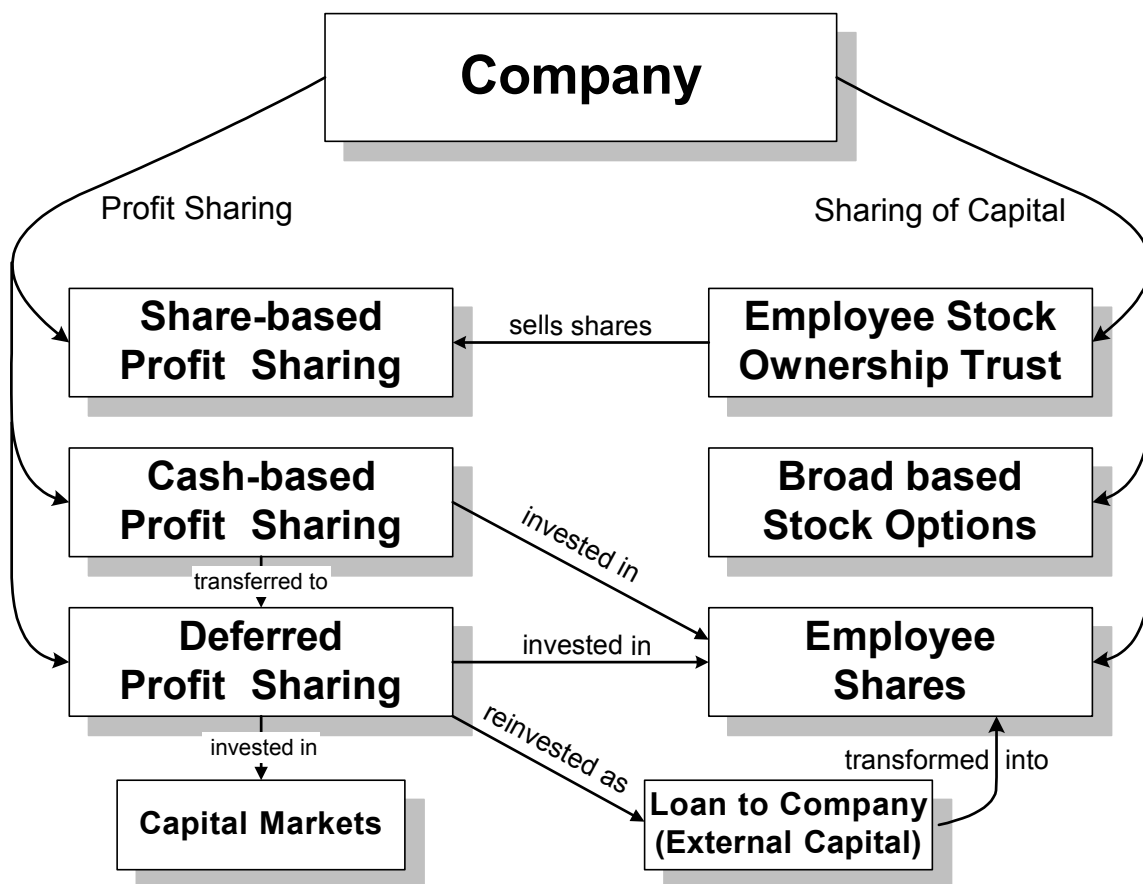 Company
Profit Sharing
Sharing of Capital
Share-based
Profit Sharing
sells shares
Employee Stock
Ownership Trust
Cash-based
Profit Sharing
invested in
Broad based
Stock Options
transferred to
Deferred
Profit Sharing
invested in
Employee
Shares
invested in
reinvested as
transformed into
Capital Markets
Loan to Company
(External Capital)